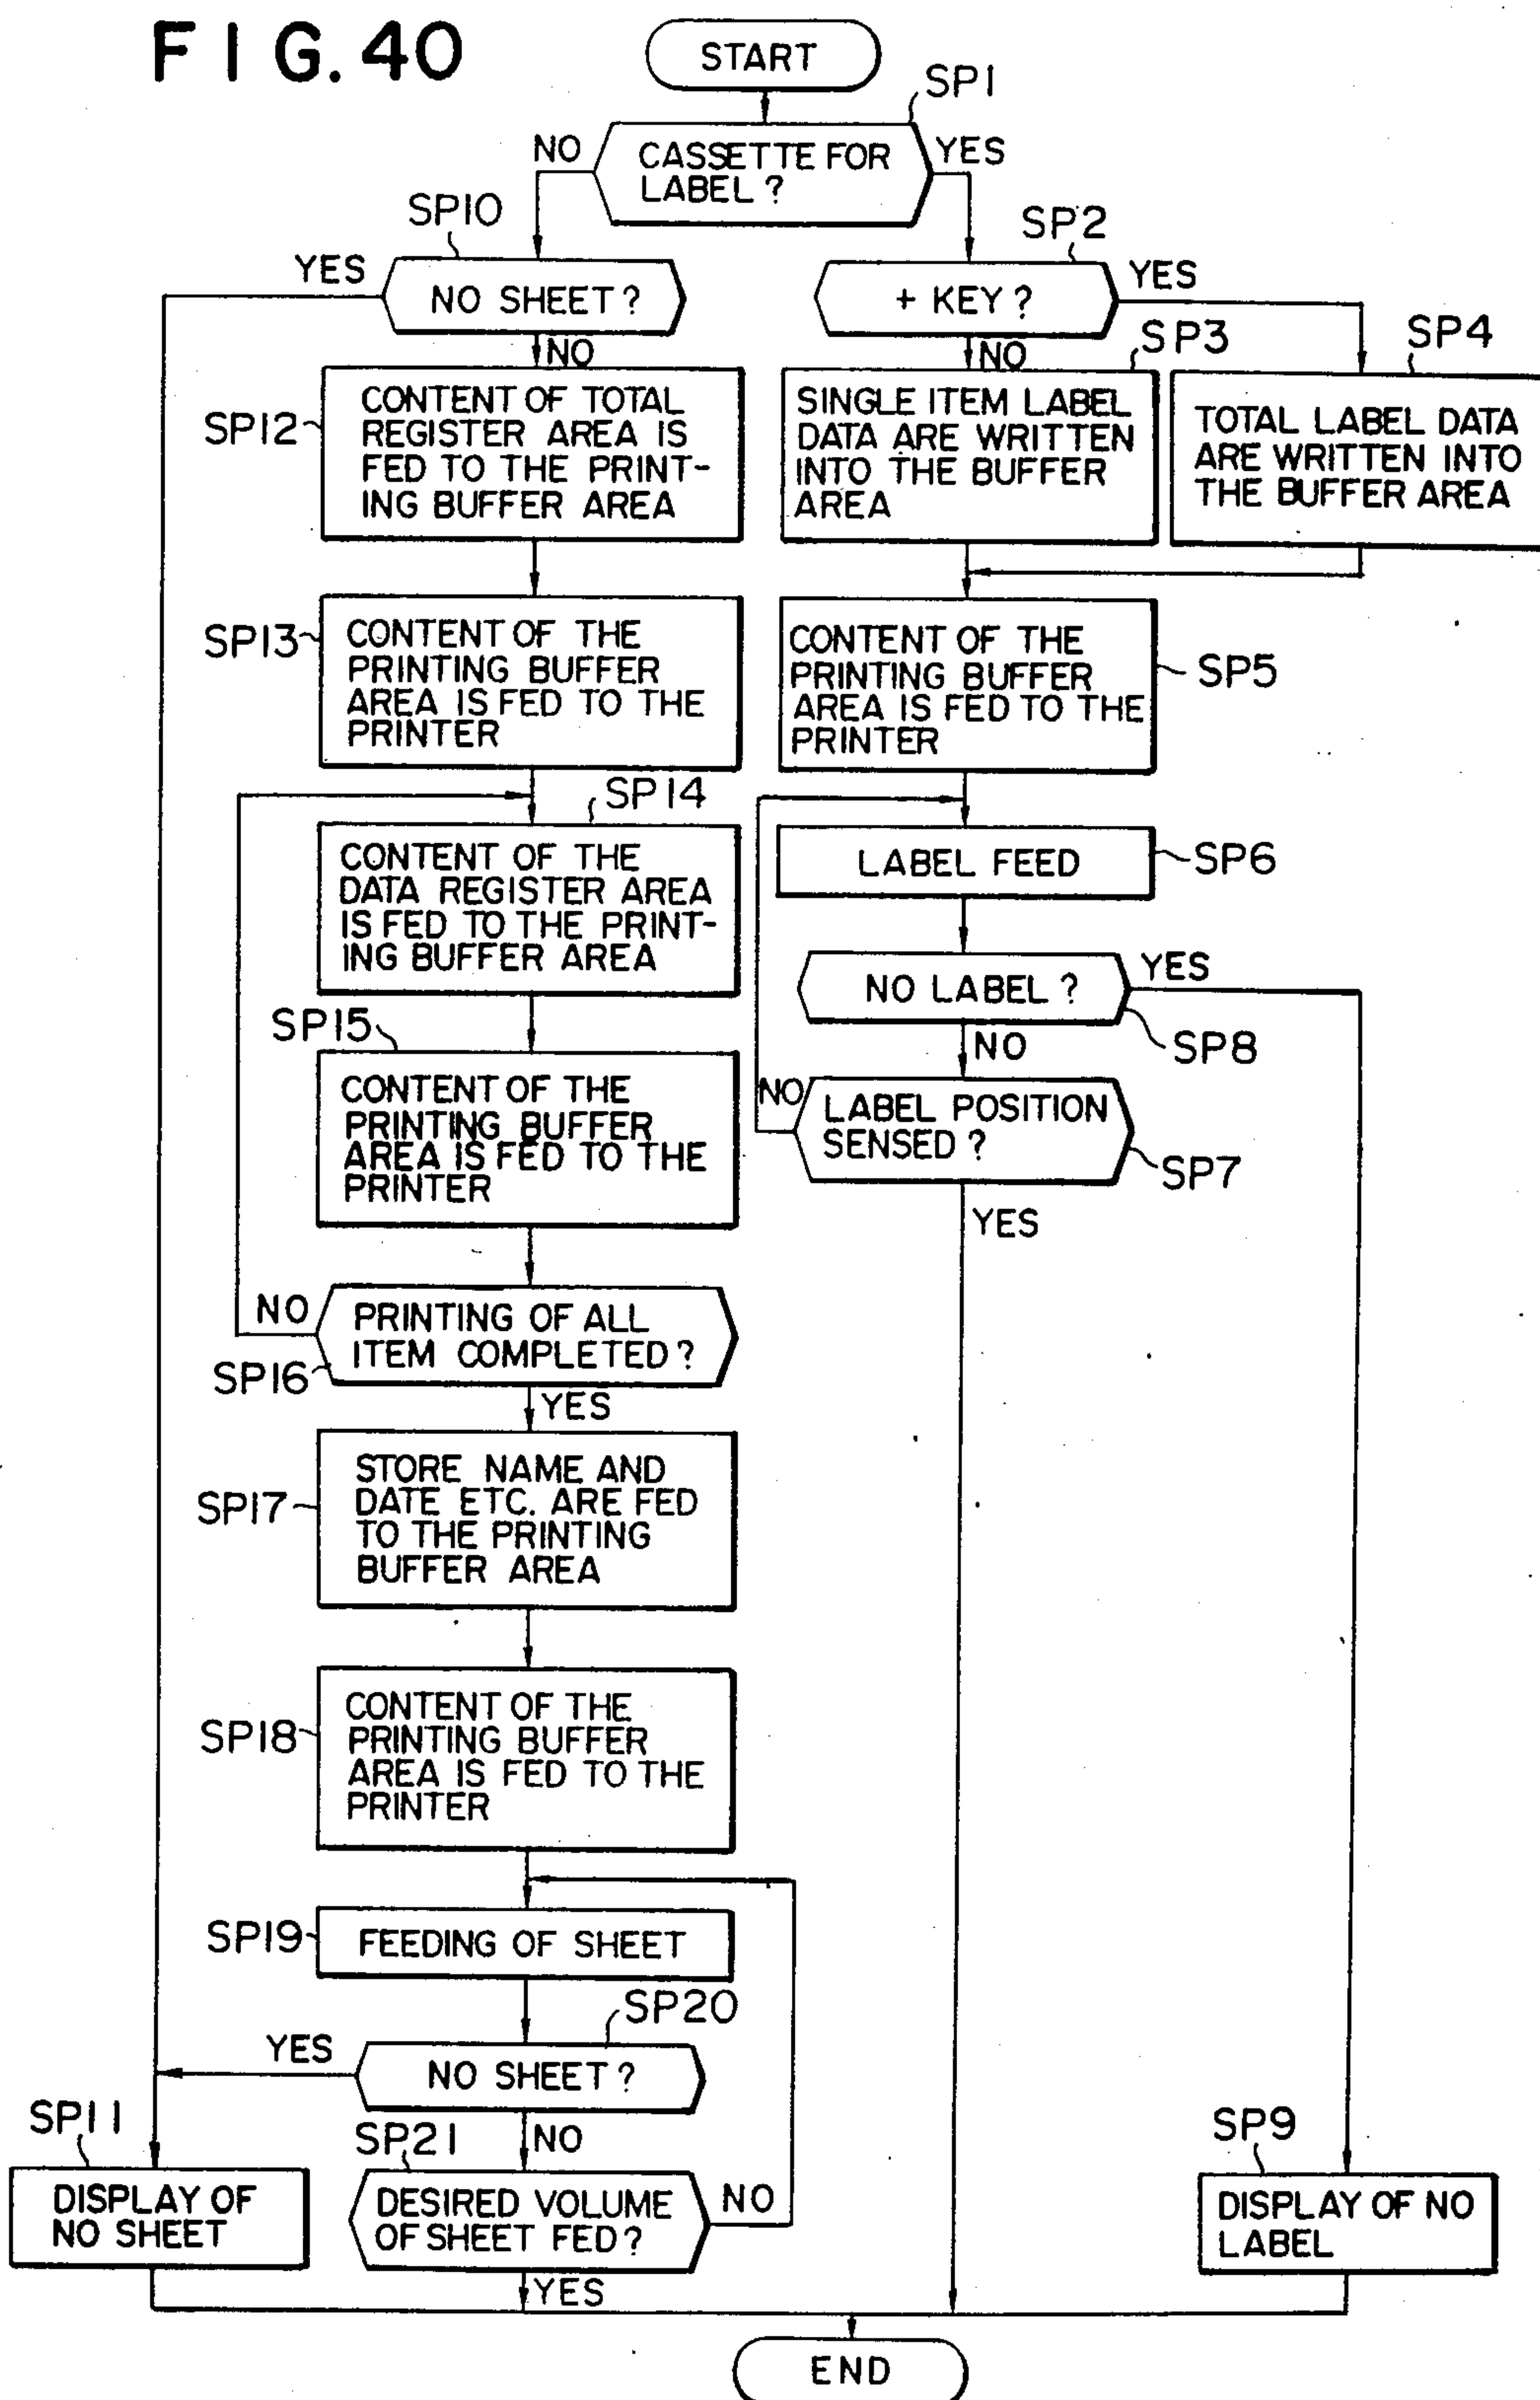 FIG. 40
START
SP1
CASSETTE FOR
LABEL?
NO
YES
SP10
NO SHEET?
YES
NO
SP2
+ KEY?
YES
NO
SP12
CONTENT OF TOTAL
REGISTER AREA IS
FED TO THE PRINT-
ING BUFFER AREA
SP3
SINGLE ITEM LABEL
DATA ARE WRITTEN
INTO THE BUFFER
AREA
SP4
TOTAL LABEL DATA
ARE WRITTEN INTO
THE BUFFER AREA
SP13
CONTENT OF THE
PRINTING BUFFER
AREA IS FED TO THE
PRINTER
CONTENT OF THE
PRINTING BUFFER
AREA IS FED TO THE
PRINTER
SP5
SP14
CONTENT OF THE
DATA REGISTER AREA
IS FED TO THE PRINT-
ING BUFFER AREA
LABEL FEED
SP6
NO LABEL?
YES
SP8
NO
SP15
CONTENT OF THE
PRINTING BUFFER
AREA IS FED TO THE
PRINTER
NO
LABEL POSITION
SENSED?
SP7
YES
NO
PRINTING OF ALL
ITEM COMPLETED?
SP16
YES
SP17
STORE NAME AND
DATE ETC. ARE FED
TO THE PRINTING
BUFFER AREA
SP18
CONTENT OF THE
PRINTING BUFFER
AREA IS FED TO THE
PRINTER
SP19
FEEDING OF SHEET
SP20
YES
NO SHEET?
NO
SP11
DISPLAY OF
NO SHEET
SP21
DESIRED VOLUME
OF SHEET FED?
NO
YES
SP9
DISPLAY OF NO
LABEL
END